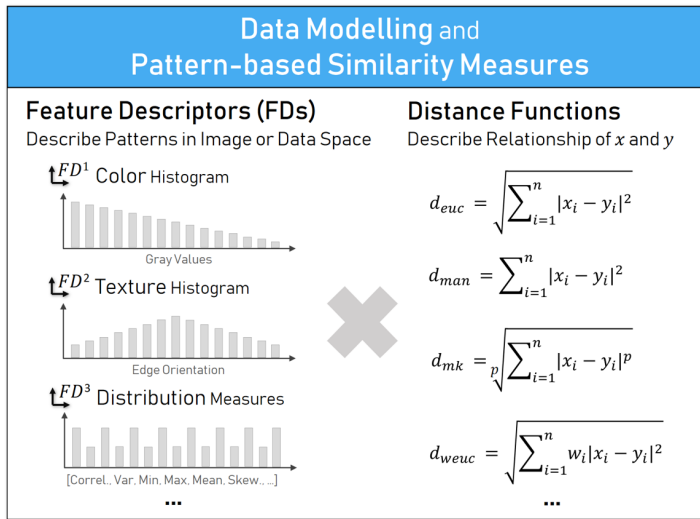 Data Modelling and
Pattern-based Similarity Measures
Feature Descriptors (FDs)
Describe Patterns in Image or Data Space
FD¹ Color Histogram
Gray Values
FD² Texture Histogram
Edge Orientation
FD³ Distribution Measures
[Correl., Var, Min, Max, Mean, Skew., ...]
...
Distance Functions
Describe Relationship of x and y
d_euc = √(∑_{i=1}^{n} |x_i − y_i|²)
d_man = ∑_{i=1}^{n} |x_i − y_i|²
d_mk = ᵖ√(∑_{i=1}^{n} |x_i − y_i|^p)
d_weuc = √(∑_{i=1}^{n} w_i|x_i − y_i|²)
...